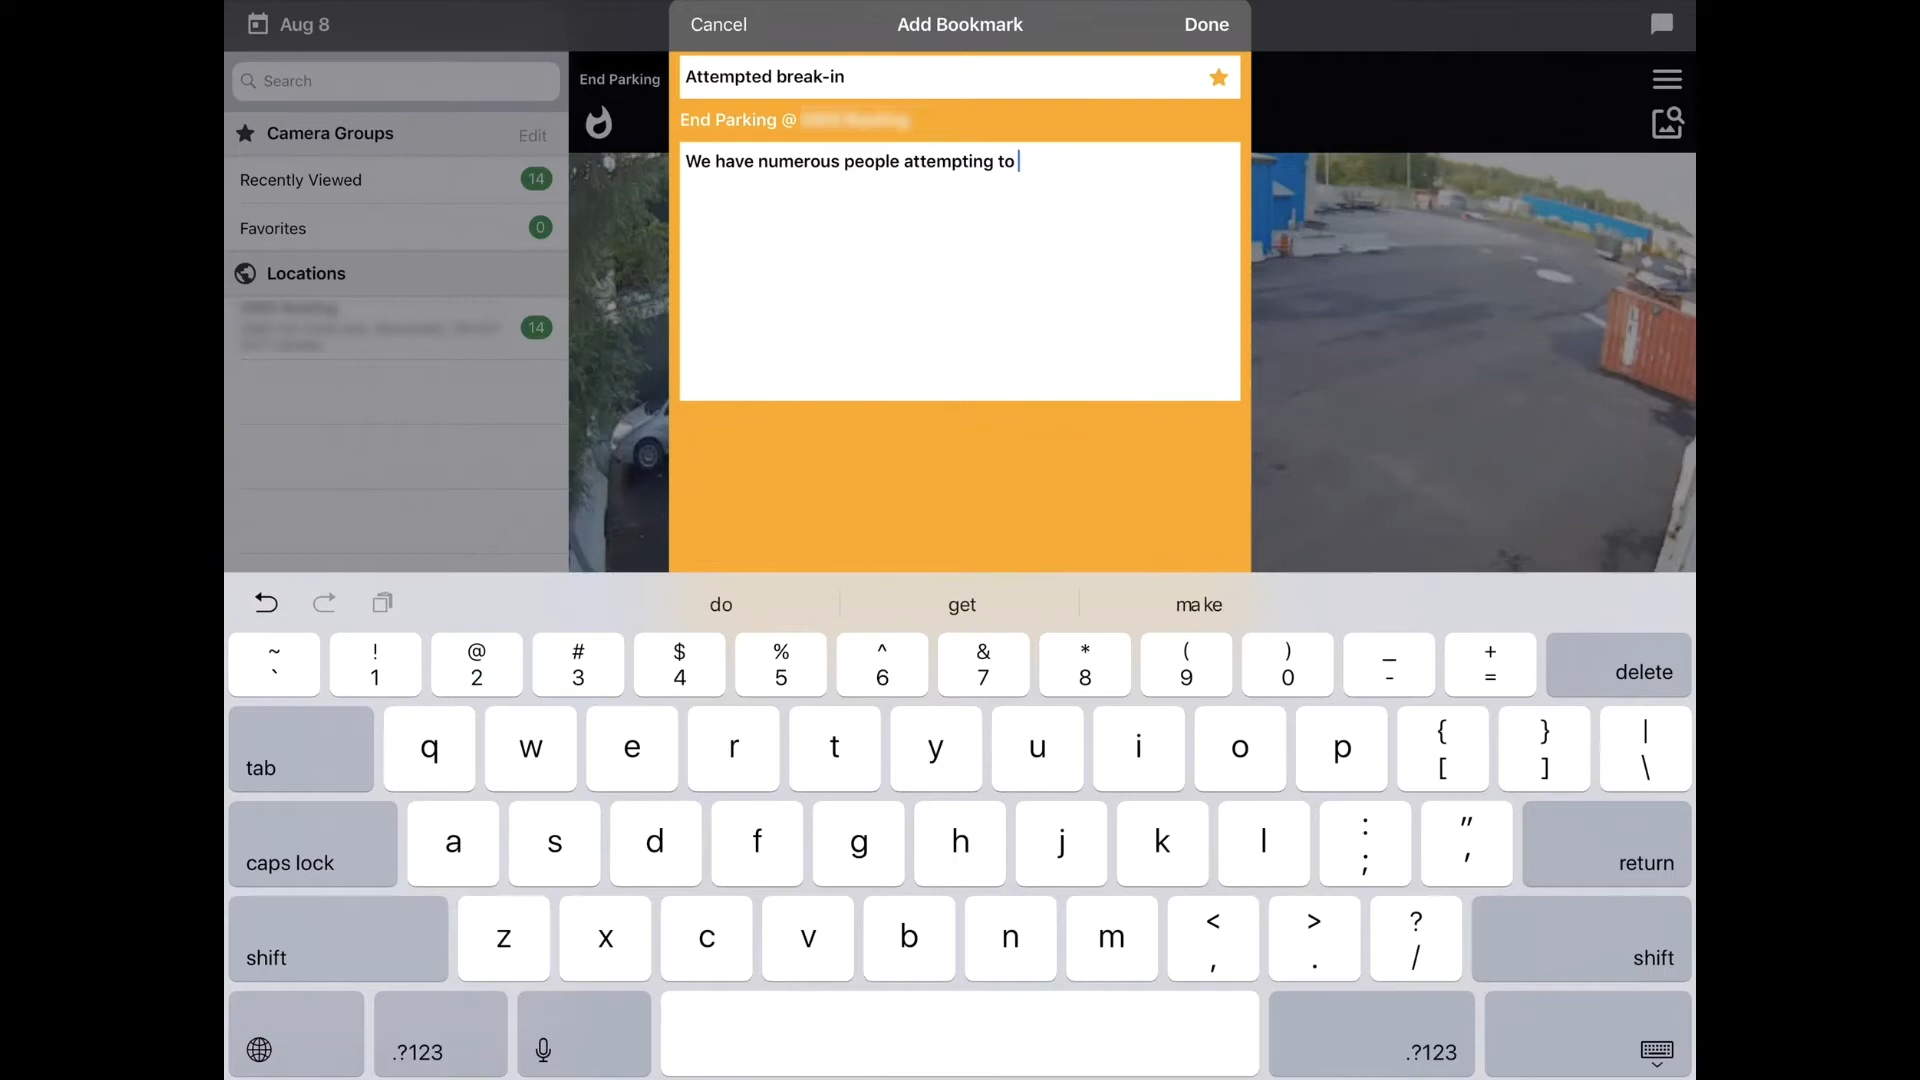 Aug 8
Cancel
Add Bookmark
Done
Search
Camera Groups
Edit
Recently Viewed
14
Favorites
0
Locations
14
End Parking
Attempted break-in
End Parking @
We have numerous people attempting to
do
get
make
~ ! @ # $ % ^ & * ( ) _ +
` 1 2 3 4 5 6 7 8 9 0 - = delete
tab q w e r t y u i o p { [ } ] | \
caps lock a s d f g h j k l : ; " ' return
shift z x c v b n m < , > . ? / shift
.?123 .?123